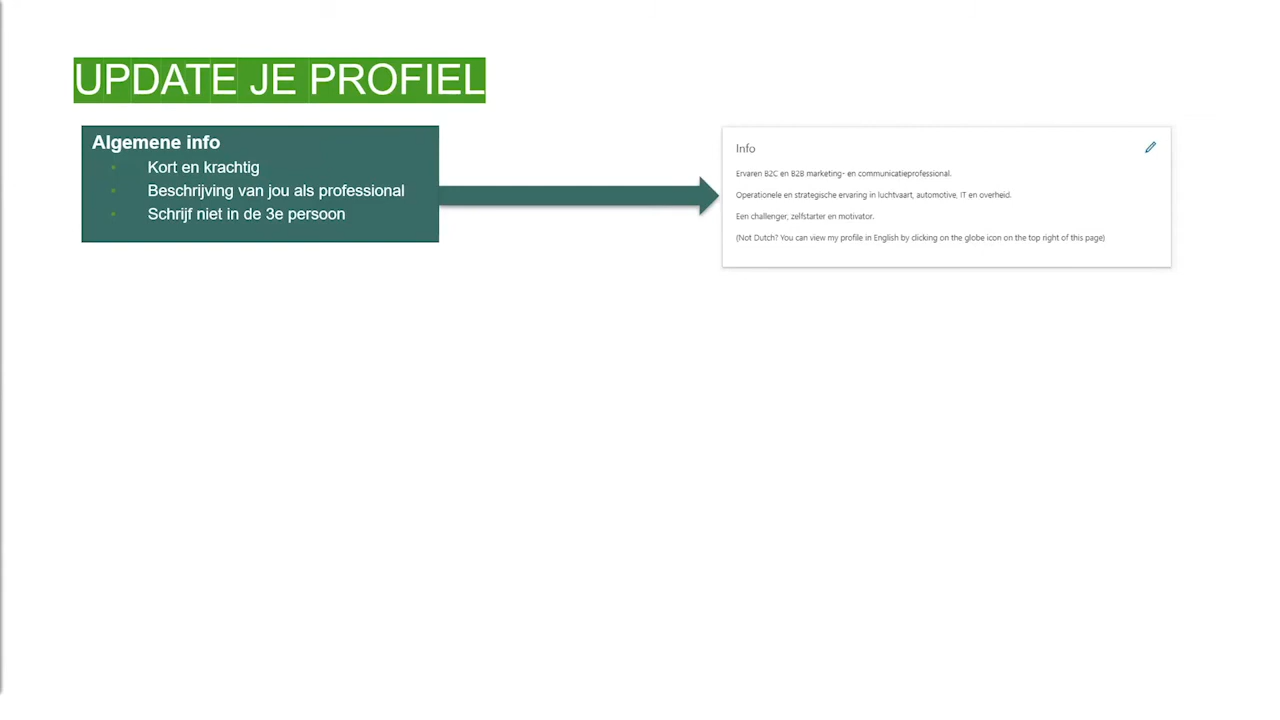 UPDATE JE PROFIEL
Algemene info
Kort en krachtig
Beschrijving van jou als professional
Schrijf niet in de 3e persoon
Info
Ervaren B2C en B2B marketing- en communicatieprofessional.
Operationele en strategische ervaring in luchtvaart, automotive, IT en overheid.
Een challenger, zelfstarter en motivator.
(Not Dutch? You can view my profile in English by clicking on the globe icon on the top right of this page)